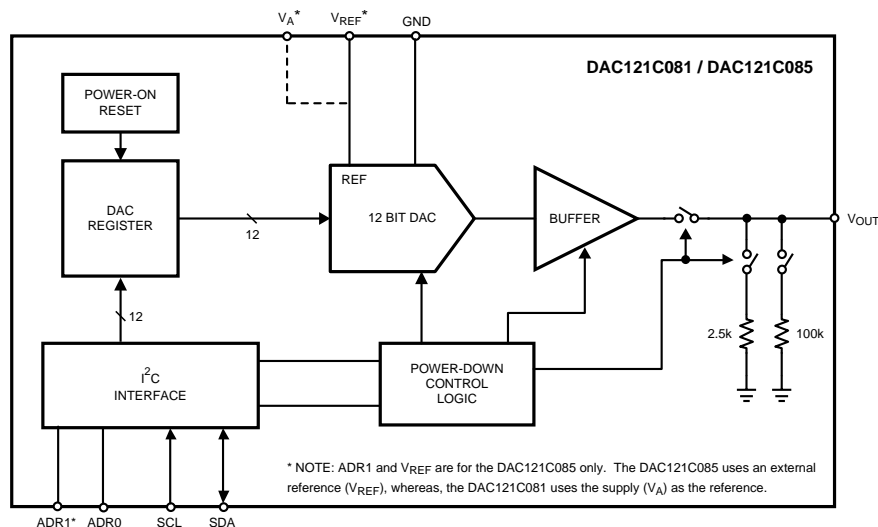 VA* VREF* GND
DAC121C081 / DAC121C085
POWER-ON
RESET
REF
DAC
REGISTER
12
12 BIT DAC
BUFFER
VOUT
12
2.5k
100k
I2C
INTERFACE
POWER-DOWN
CONTROL
LOGIC
* NOTE: ADR1 and VREF are for the DAC121C085 only. The DAC121C085 uses an external
reference (VREF), whereas, the DAC121C081 uses the supply (VA) as the reference.
ADR1* ADR0 SCL SDA